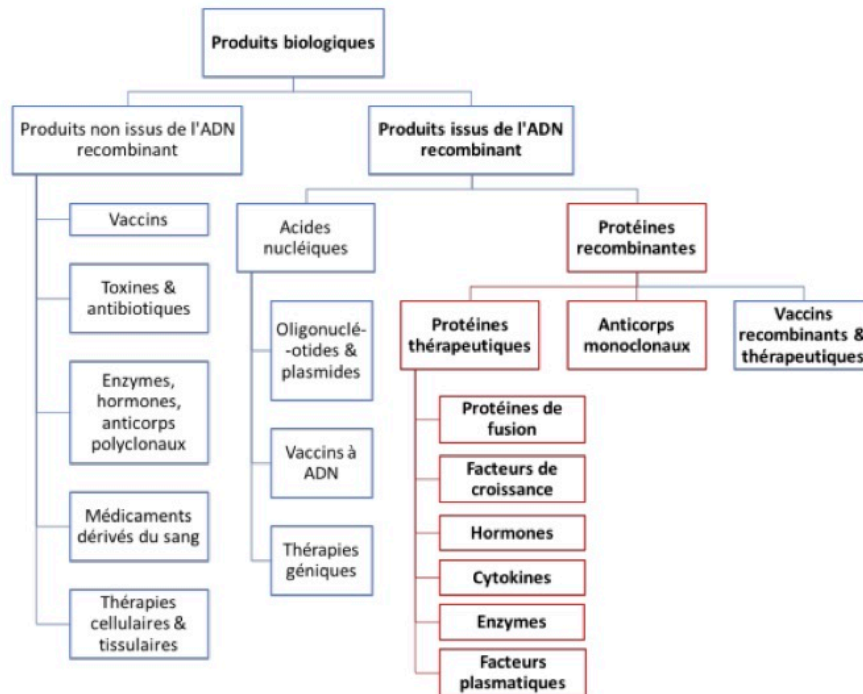 Produits biologiques
Produits non issus de l'ADN
recombinant
Produits issus de l'ADN
recombinant
Vaccins
Toxines &
antibiotiques
Enzymes,
hormones,
anticorps
polyclonaux
Médicaments
dérivés du sang
Thérapies
cellulaires &
tissulaires
Acides
nucléiques
Oligonuclé-
-otides &
plasmides
Vaccins à
ADN
Thérapies
géniques
Protéines
recombinantes
Protéines
thérapeutiques
Anticorps
monoclonaux
Vaccins
recombinants &
thérapeutiques
Protéines de
fusion
Facteurs de
croissance
Hormones
Cytokines
Enzymes
Facteurs
plasmatiques